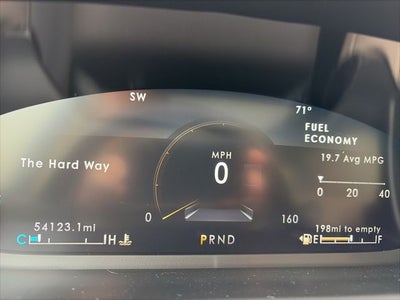 SW
71°
FUEL
ECONOMY
19.7 Avg MPG
0 20 40
The Hard Way
MPH
0
0 160
54123.1mi
C H
PRND
198mi to empty
E F